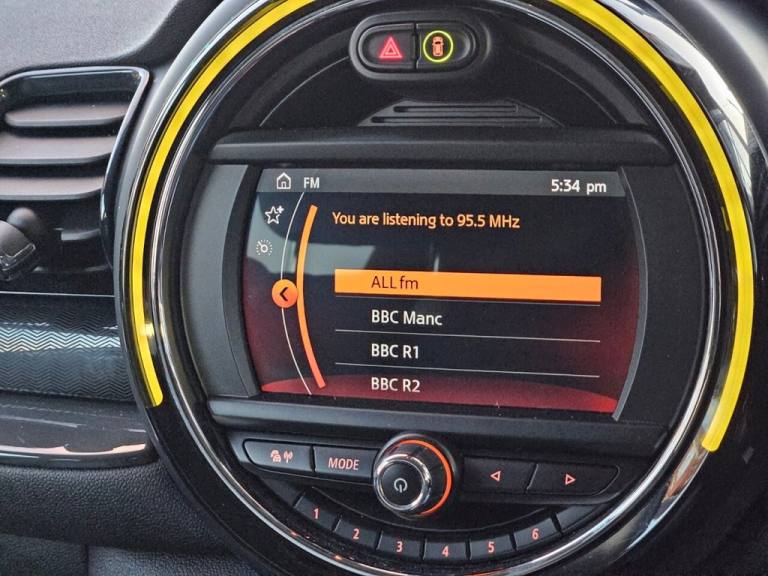 FM 5:34 pm
You are listening to 95.5 MHz
ALL fm
BBC Manc
BBC R1
BBC R2
MODE
1 2 3 4 5 6